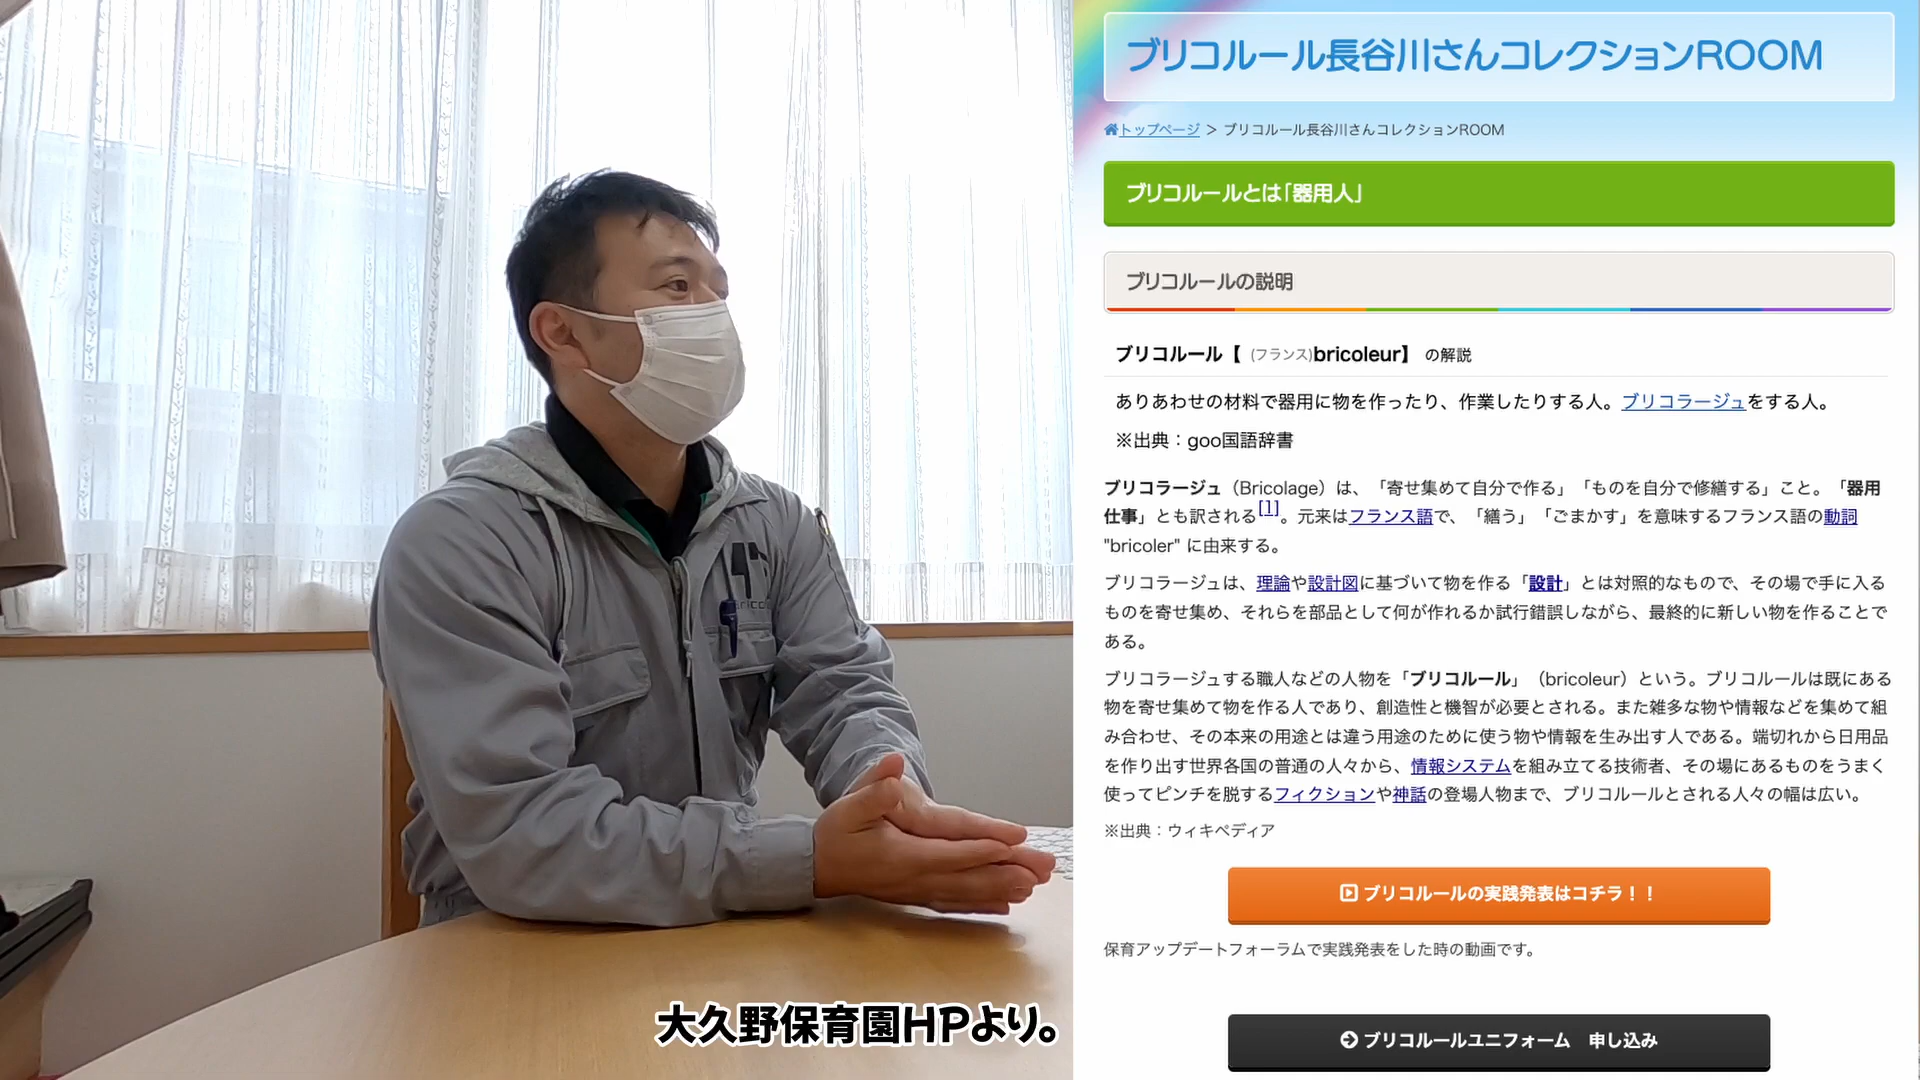 ブリコルール長谷川さんコレクションROOM
トップページ > ブリコルール長谷川さんコレクションROOM
ブリコルールとは「器用人」
ブリコルールの説明
ブリコルール【 (フランス)bricoleur】 の解説
ありあわせの材料で器用に物を作ったり、作業したりする人。ブリコラージュをする人。
※出典：goo国語辞書
ブリコラージュ（Bricolage）は、「寄せ集めて自分で作る」「ものを自分で修繕する」こと。「器用
仕事」とも訳される[1]。元来はフランス語で、「繕う」「ごまかす」を意味するフランス語の動詞
"bricoler" に由来する。
ブリコラージュは、理論や設計図に基づいて物を作る「設計」とは対照的なもので、その場で手に入る
ものを寄せ集め、それらを部品として何が作れるか試行錯誤しながら、最終的に新しい物を作ることで
ある。
ブリコラージュする職人などの人物を「ブリコルール」（bricoleur）という。ブリコルールは既にある
物を寄せ集めて物を作る人であり、創造性と機智が必要とされる。また雑多な物や情報などを集めて組
み合わせ、その本来の用途とは違う用途のために使う物や情報を生み出す人である。端切れから日用品
を作り出す世界各国の普通の人々から、情報システムを組み立てる技術者、その場にあるものをうまく
使ってピンチを脱するフィクションや神話の登場人物まで、ブリコルールとされる人々の幅は広い。
※出典：ウィキペディア
ブリコルールの実践発表はコチラ！！
保育アップデートフォーラムで実践発表をした時の動画です。
ブリコルールユニフォーム 申し込み
大久野保育園HPより。